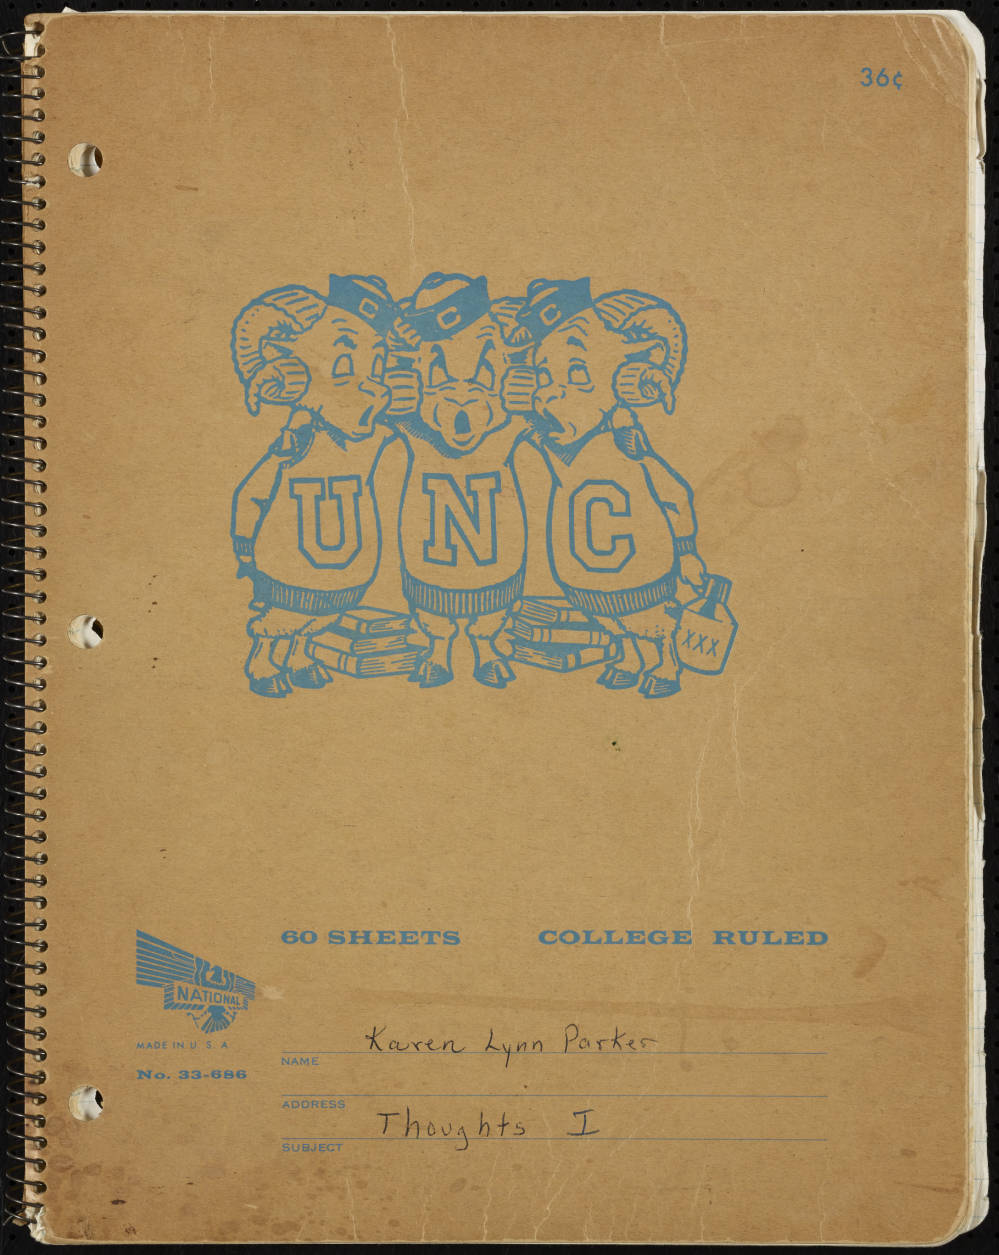 36¢
C C C
U N C
XXX
60 SHEETS COLLEGE RULED
NATIONAL
MADE IN U. S. A.
No. 33-686
Karen Lynn Parker
NAME
ADDRESS
Thoughts I
SUBJECT